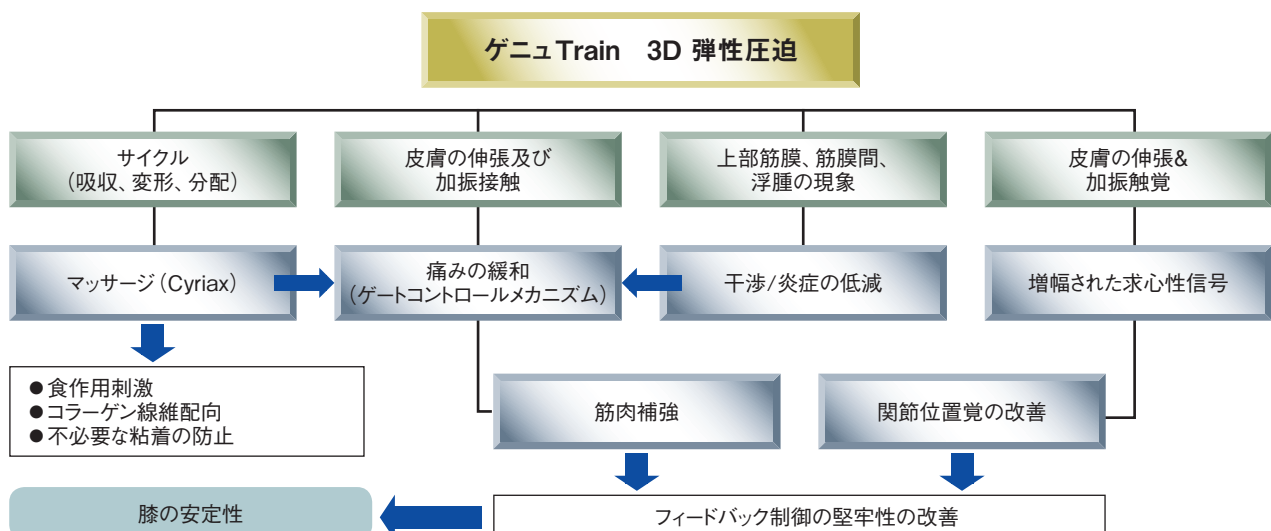 ゲニュTrain 3D 弾性圧迫
サイクル
(吸収、変形、分配)
皮膚の伸張及び
加振接触
上部筋膜、筋膜間、
浮腫の現象
皮膚の伸張&
加振触覚
マッサージ(Cyriax)
痛みの緩和
(ゲートコントロールメカニズム)
干渉/炎症の低減
増幅された求心性信号
●食作用刺激
●コラーゲン線維配向
●不必要な粘着の防止
筋肉補強
関節位置覚の改善
膝の安定性
フィードバック制御の堅牢性の改善